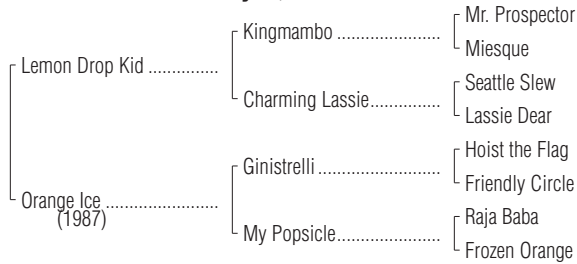 Mr. Prospector
Kingmambo ..................
Miesque
Lemon Drop Kid ..............
Seattle Slew
Charming Lassie................
Lassie Dear
Hoist the Flag
Ginistrelli .......................
Friendly Circle
Orange Ice .......................
(1987)
Raja Baba
My Popsicle.....................
Frozen Orange